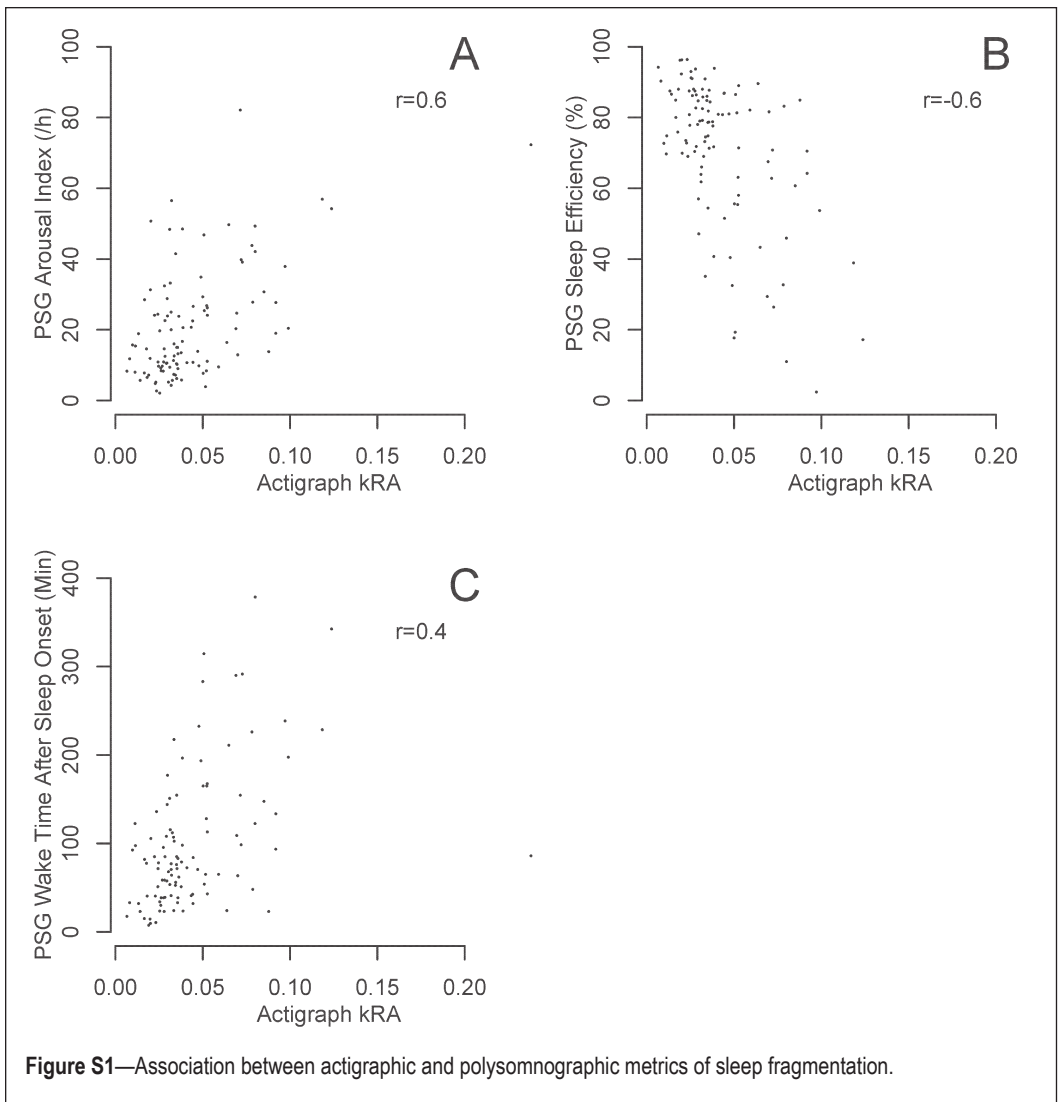 A
r=0.6
PSG Arousal Index (/h)
100
80
60
40
20
0
0.00 0.05 0.10 0.15 0.20
Actigraph kRA
B
r=-0.6
PSG Sleep Efficiency (%)
100
80
60
40
20
0
0.00 0.05 0.10 0.15 0.20
Actigraph kRA
C
r=0.4
PSG Wake Time After Sleep Onset (Min)
400
300
200
100
0
0.00 0.05 0.10 0.15 0.20
Actigraph kRA
Figure S1—Association between actigraphic and polysomnographic metrics of sleep fragmentation.